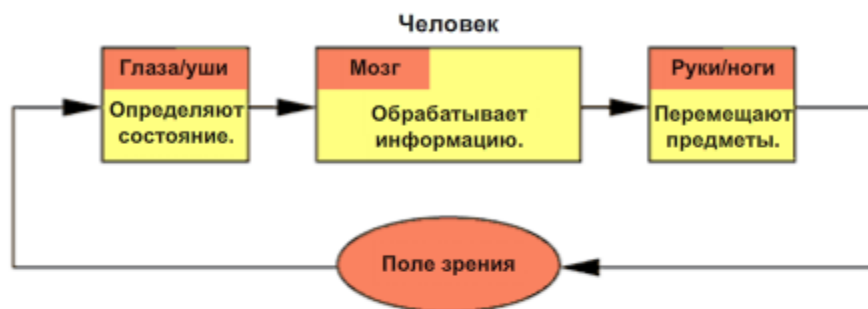 Человек
Глаза/уши
Определяют
состояние.
Мозг
Обрабатывает
информацию.
Руки/ноги
Перемещают
предметы.
Поле зрения